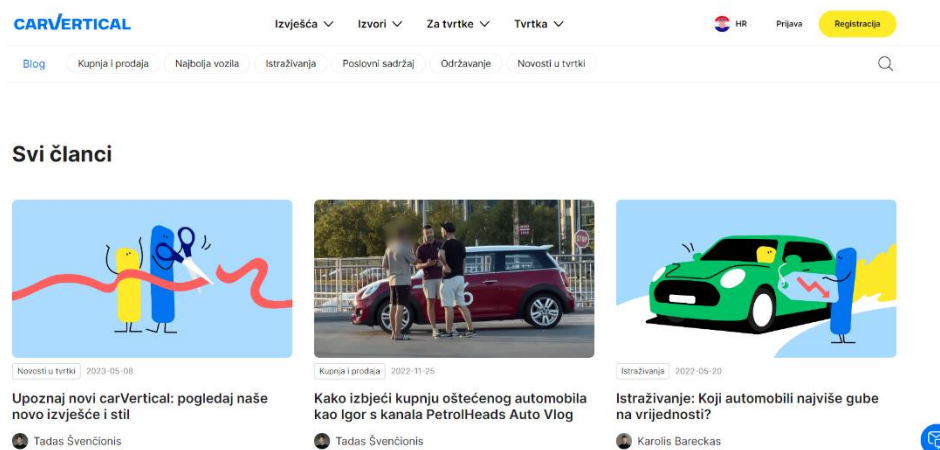 CARVERTICAL
Izvješća
Izvori
Za tvrtke
Tvrtka
HR
Prijava
Registracija
Blog
Kupnja i prodaja
Najbolja vozila
Istraživanja
Poslovni sadržaj
Održavanje
Novosti u tvrtki
Svi članci
STOP
Novosti u tvrtki 2023-05-08
Upoznaj novi carVertical: pogledaj naše
novo izvješće i stil
Tadas Švenčionis
Kupnja i prodaja 2022-11-25
Kako izbjeći kupnju oštećenog automobila
kao Igor s kanala PetrolHeads Auto Vlog
Tadas Švenčionis
Istraživanja 2022-05-20
Istraživanje: Koji automobili najviše gube
na vrijednosti?
Karolis Bareckas